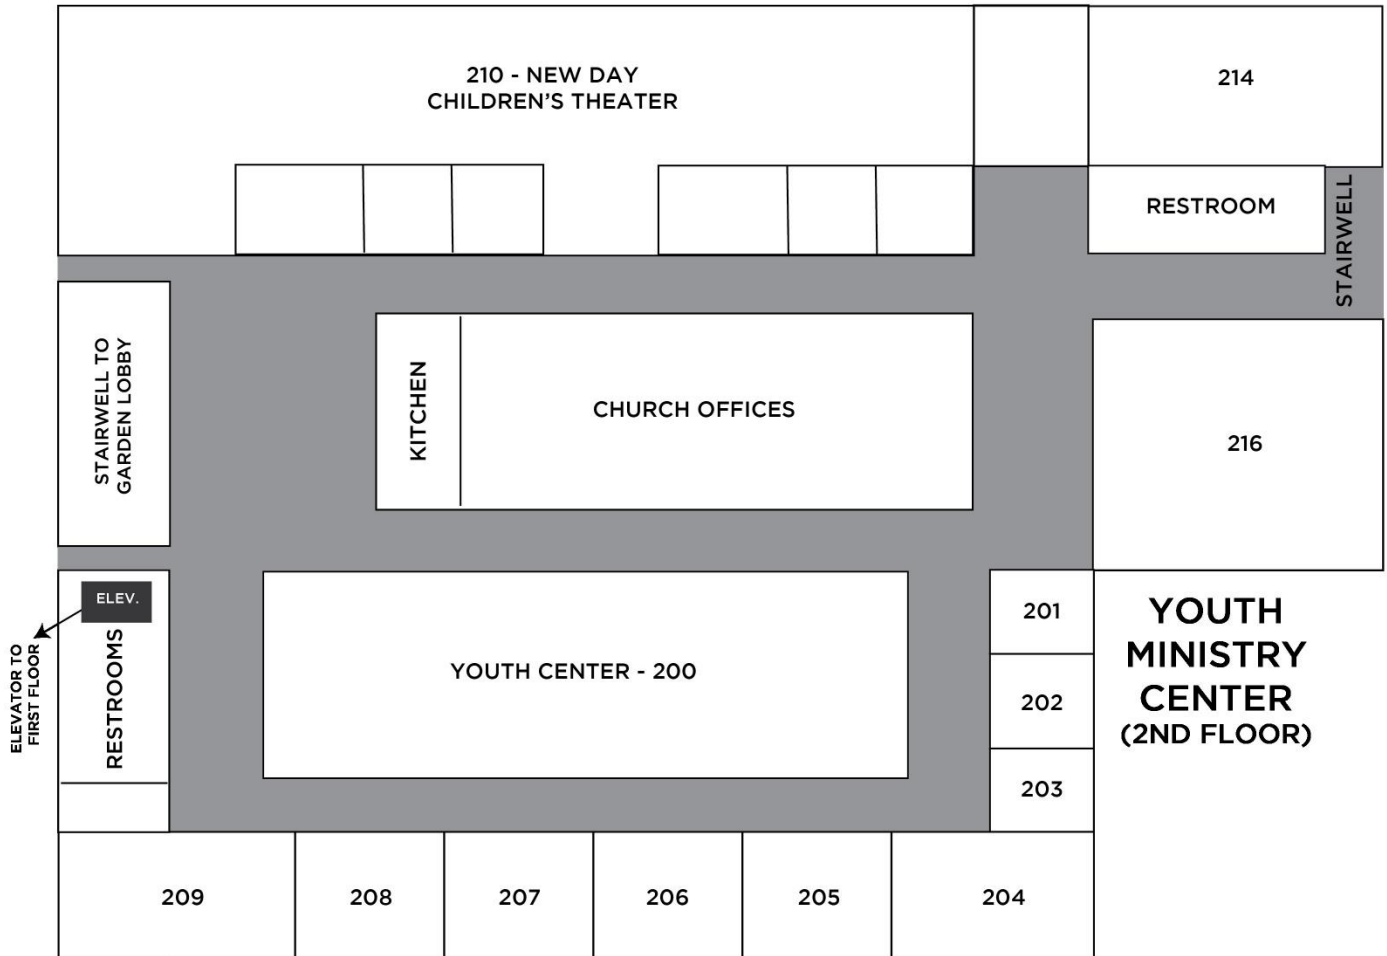 210 - NEW DAY
CHILDREN'S THEATER
214
RESTROOM
STAIRWELL
STAIRWELL TO
GARDEN LOBBY
KITCHEN
CHURCH OFFICES
216
ELEV.
ELEVATOR TO
FIRST FLOOR
RESTROOMS
YOUTH CENTER - 200
201
202
203
YOUTH
MINISTRY
CENTER
(2ND FLOOR)
209
208
207
206
205
204